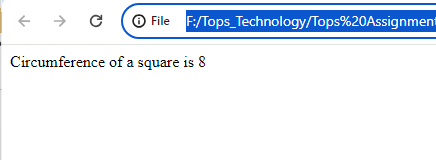 File F:/Tops_Technology/Tops%20Assignment
Circumference of a square is 8